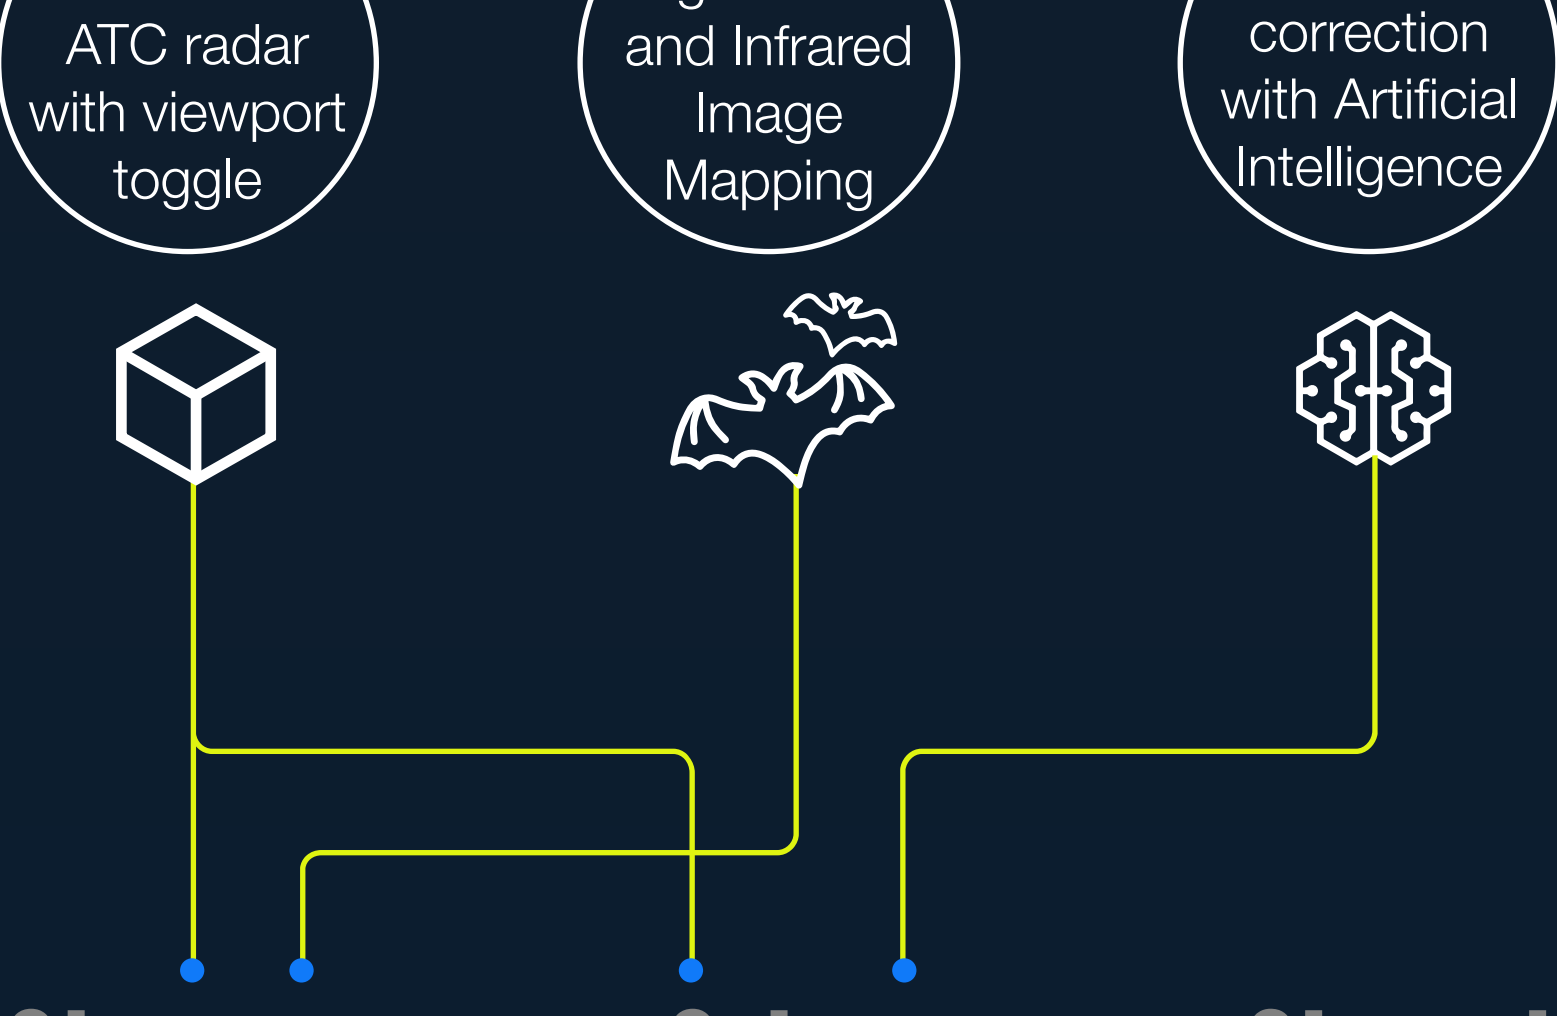 ATC radar
with viewport
toggle
and Infrared
Image
Mapping
correction
with Artificial
Intelligence